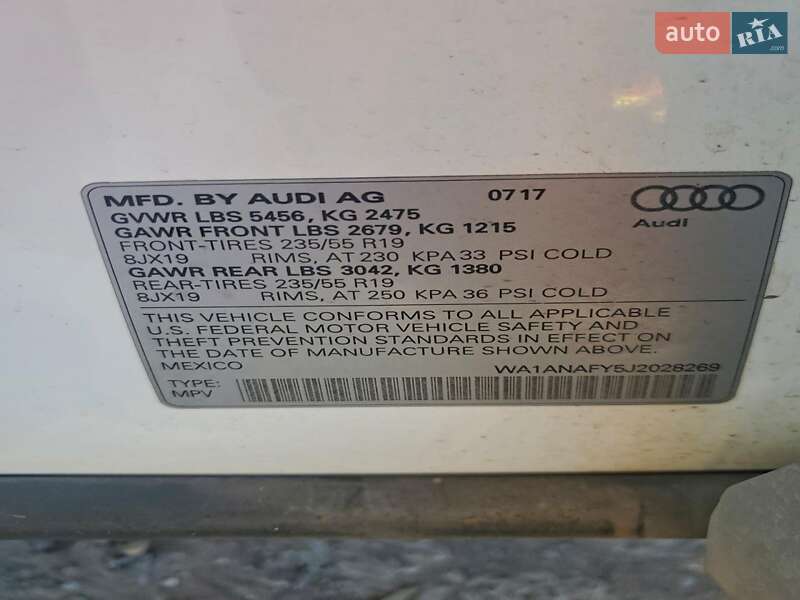 auto RIA .com
MFD. BY AUDI AG 0717
GVWR LBS 5456, KG 2475
GAWR FRONT LBS 2679, KG 1215
Audi
FRONT-TIRES 235/55 R19
8JX19 RIMS, AT 230 KPA 33 PSI COLD
GAWR REAR LBS 3042, KG 1380
REAR-TIRES 235/55 R19
8JX19 RIMS, AT 250 KPA 36 PSI COLD
THIS VEHICLE CONFORMS TO ALL APPLICABLE
U.S. FEDERAL MOTOR VEHICLE SAFETY AND
THEFT PREVENTION STANDARDS IN EFFECT ON
THE DATE OF MANUFACTURE SHOWN ABOVE.
MEXICO WA1ANAFY5J2028269
TYPE:
MPV